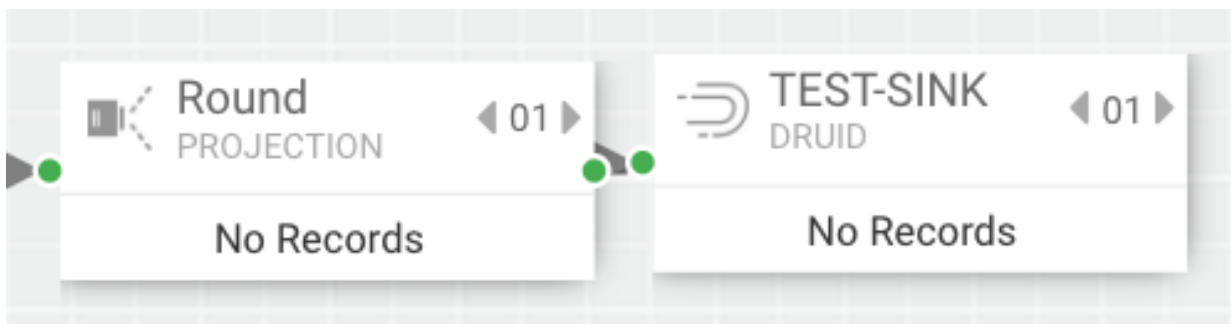 Round
PROJECTION
01
No Records
TEST-SINK
DRUID
01
No Records